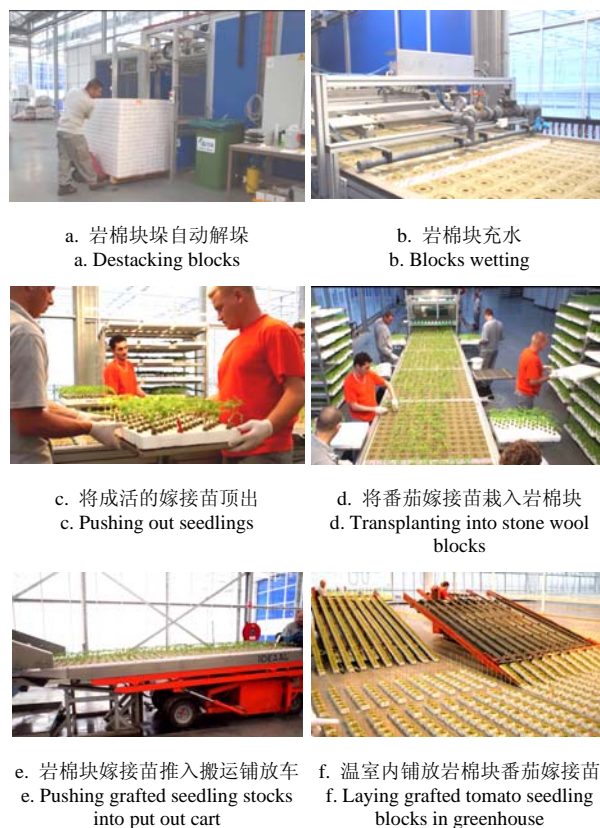 a. 岩棉块垛自动解垛
a. Destacking blocks
b. 岩棉块充水
b. Blocks wetting
c. 将成活的嫁接苗顶出
c. Pushing out seedlings
d. 将番茄嫁接苗栽入岩棉块
d. Transplanting into stone wool
blocks
e. 岩棉块嫁接苗推入搬运铺放车
e. Pushing grafted seedling stocks
into put out cart
f. 温室内铺放岩棉块番茄嫁接苗
f. Laying grafted tomato seedling
blocks in greenhouse